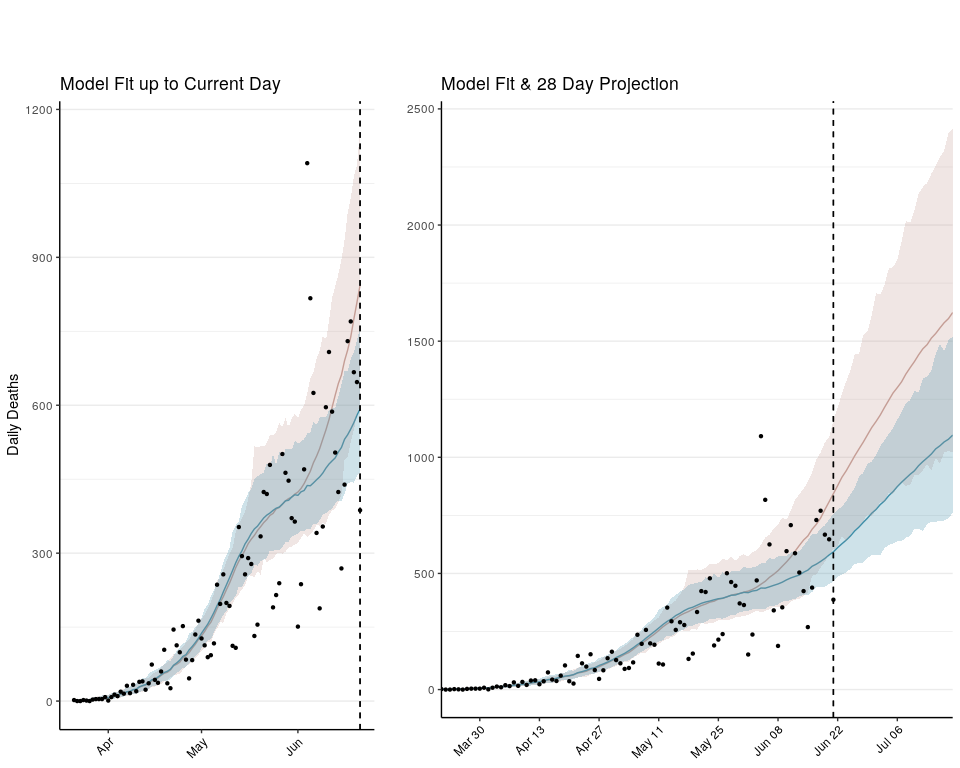 Model Fit up to Current Day
Model Fit & 28 Day Projection
Daily Deaths
1200
900
600
300
0
Apr
May
Jun
2500
2000
1500
1000
500
0
Mar 30
Apr 13
Apr 27
May 11
May 25
Jun 08
Jun 22
Jul 06